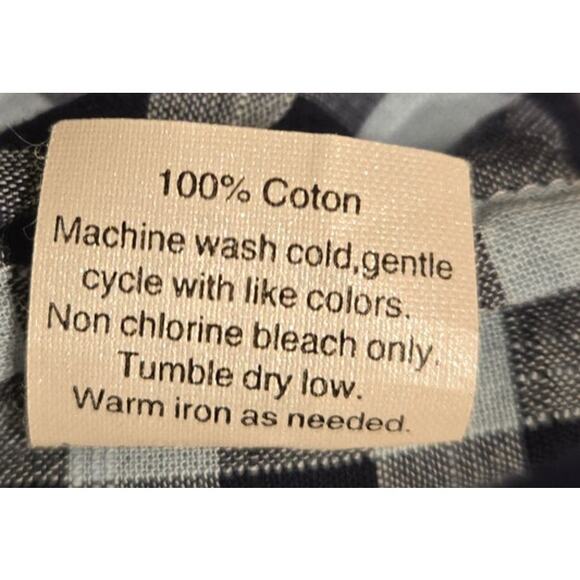 100% Coton
Machine wash cold,gentle
cycle with like colors.
Non chlorine bleach only.
Tumble dry low.
Warm iron as needed.